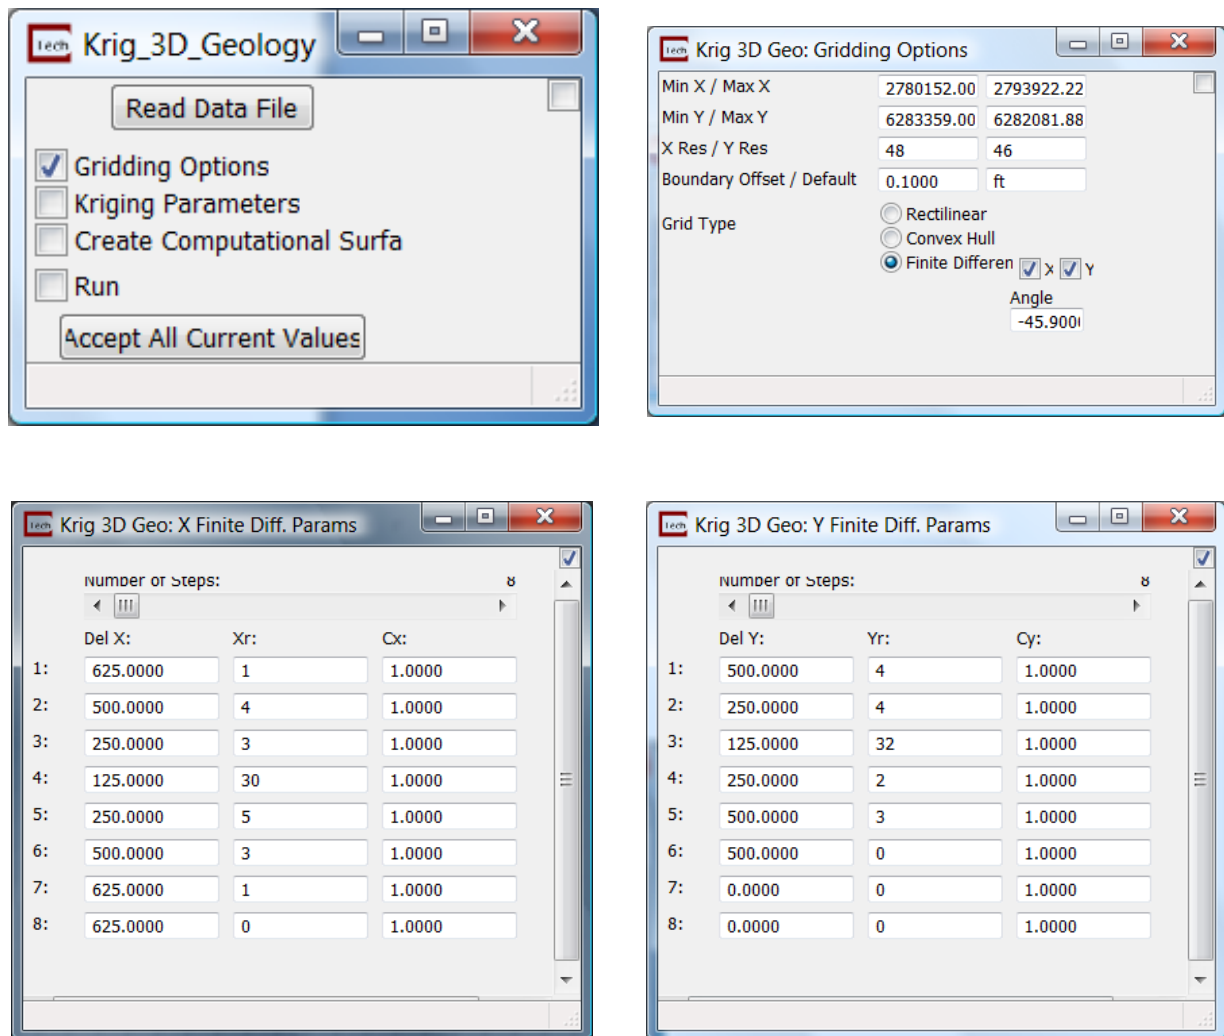 Tech Krig_3D_Geology
Read Data File
Gridding Options
Kriging Parameters
Create Computational Surfa
Run
Accept All Current Values
Tech Krig 3D Geo: Gridding Options
Min X / Max X 2780152.00 2793922.22
Min Y / Max Y 6283359.00 6282081.88
X Res / Y Res 48 46
Boundary Offset / Default 0.1000 ft
Grid Type
Rectilinear
Convex Hull
Finite Differen X Y
Angle
-45.900
Tech Krig 3D Geo: X Finite Diff. Params
Number of Steps: 8
Del X: Xr: Cx:
1: 625.0000 1 1.0000
2: 500.0000 4 1.0000
3: 250.0000 3 1.0000
4: 125.0000 30 1.0000
5: 250.0000 5 1.0000
6: 500.0000 3 1.0000
7: 625.0000 1 1.0000
8: 625.0000 0 1.0000
Tech Krig 3D Geo: Y Finite Diff. Params
Number of Steps: 8
Del Y: Yr: Cy:
1: 500.0000 4 1.0000
2: 250.0000 4 1.0000
3: 125.0000 32 1.0000
4: 250.0000 2 1.0000
5: 500.0000 3 1.0000
6: 500.0000 0 1.0000
7: 0.0000 0 1.0000
8: 0.0000 0 1.0000